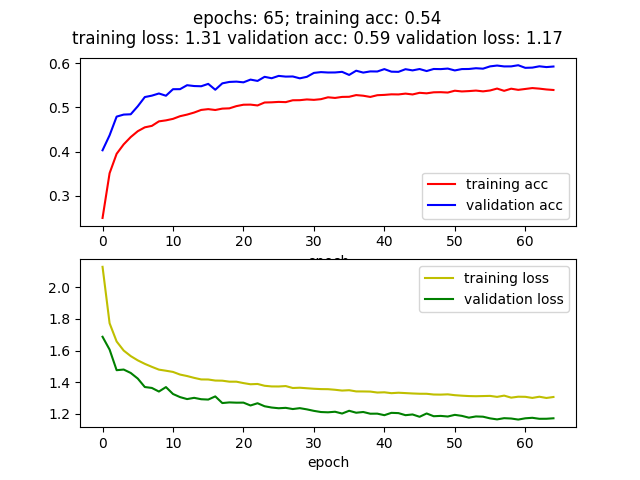 epochs: 65; training acc: 0.54
training loss: 1.31 validation acc: 0.59 validation loss: 1.17
0.6
0.5
0.4
0.3
training acc
validation acc
0 10 20 30 40 50 60
epoch
2.0
1.8
1.6
1.4
1.2
training loss
validation loss
0 10 20 30 40 50 60
epoch